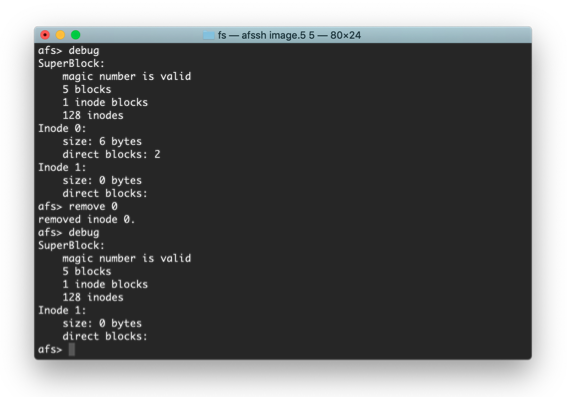 fs — afssh image.5 5 — 80×24
afs> debug
SuperBlock:
    magic number is valid
    5 blocks
    1 inode blocks
    128 inodes
Inode 0:
    size: 6 bytes
    direct blocks: 2
Inode 1:
    size: 0 bytes
    direct blocks:
afs> remove 0
removed inode 0.
afs> debug
SuperBlock:
    magic number is valid
    5 blocks
    1 inode blocks
    128 inodes
Inode 1:
    size: 0 bytes
    direct blocks:
afs>